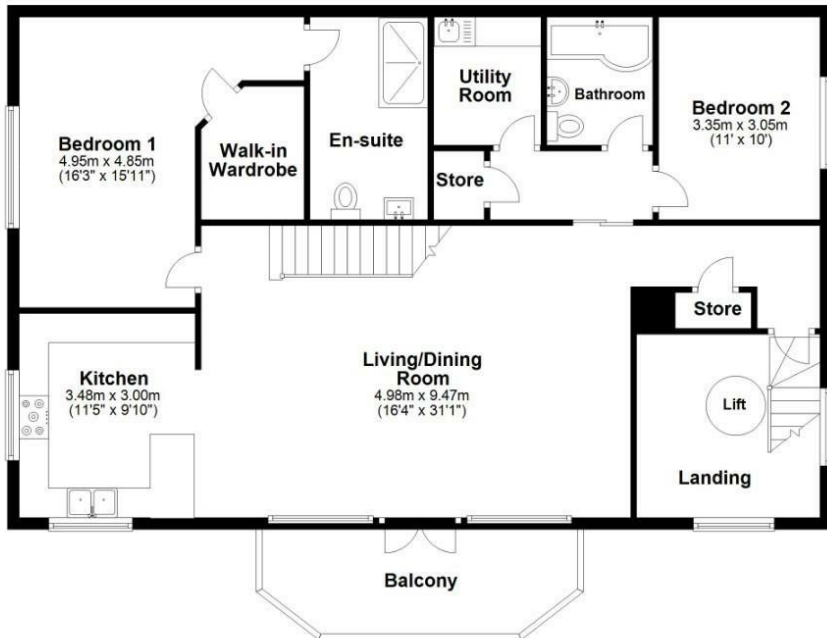 Bedroom 1
4.95m x 4.85m
(16'3" x 15'11")
Walk-in
Wardrobe
En-suite
Utility
Room
Bathroom
Bedroom 2
3.35m x 3.05m
(11' x 10')
Store
Store
Kitchen
3.48m x 3.00m
(11'5" x 9'10")
Living/Dining
Room
4.98m x 9.47m
(16'4" x 31'1")
Lift
Landing
Balcony